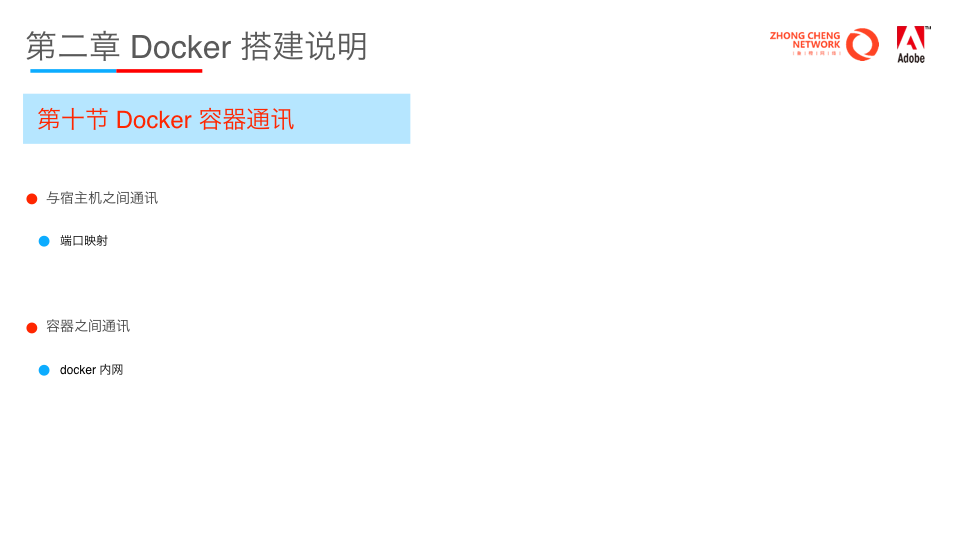 第二章 Docker 搭建说明
ZHONG CHENG
NETWORK
Adobe
TM
第十节 Docker 容器通讯
与宿主机之间通讯
端口映射
容器之间通讯
docker 内网